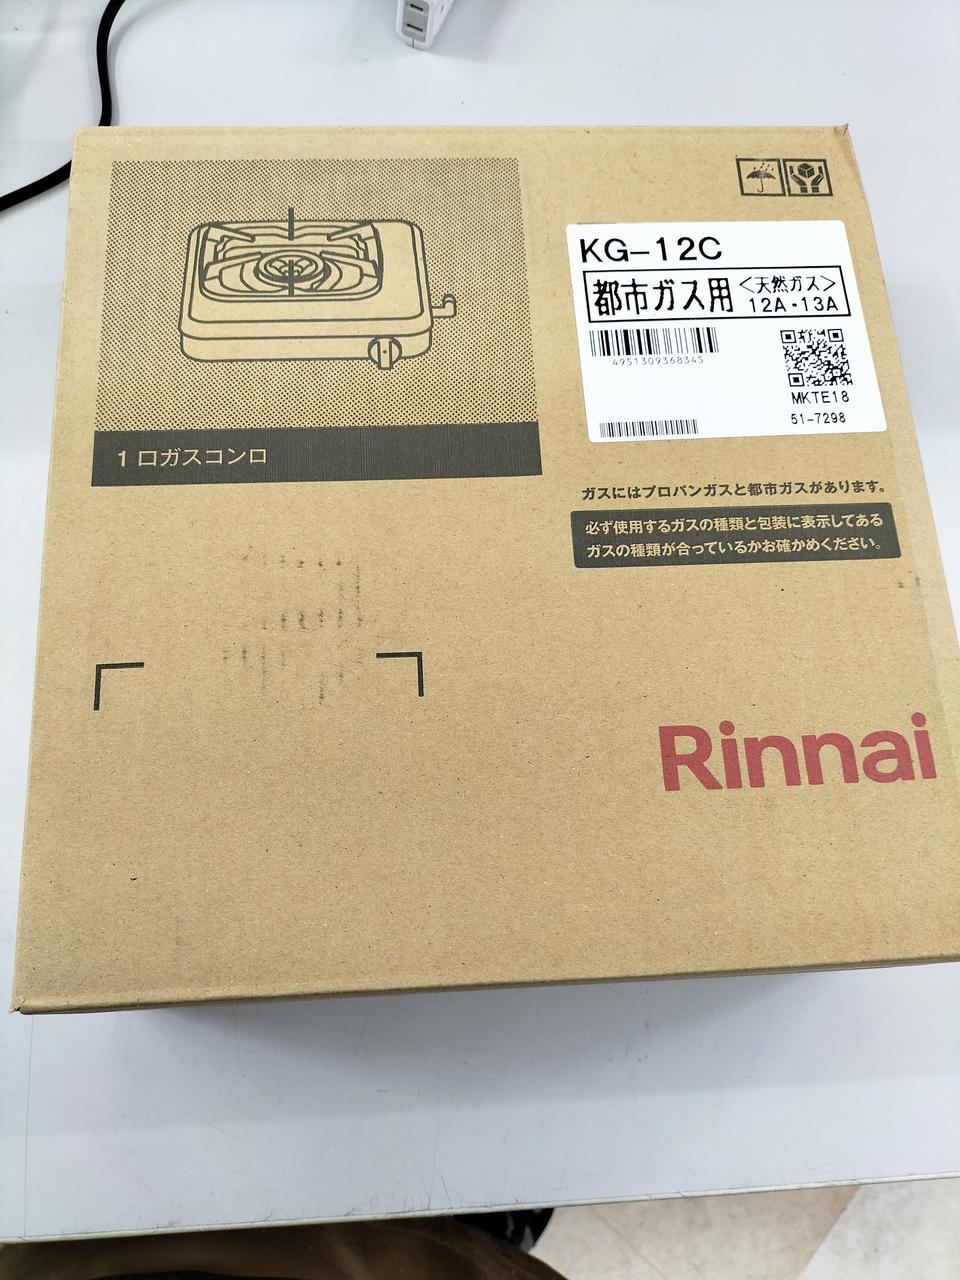 KG-12C
都市ガス用
<天然ガス>
12A・13A
4951309368345
MKTE18
51-7298
1口ガスコンロ
ガスにはプロパンガスと都市ガスがあります。
必ず使用するガスの種類と包装に表示してある
ガスの種類が合っているかお確かめください。
Rinnai